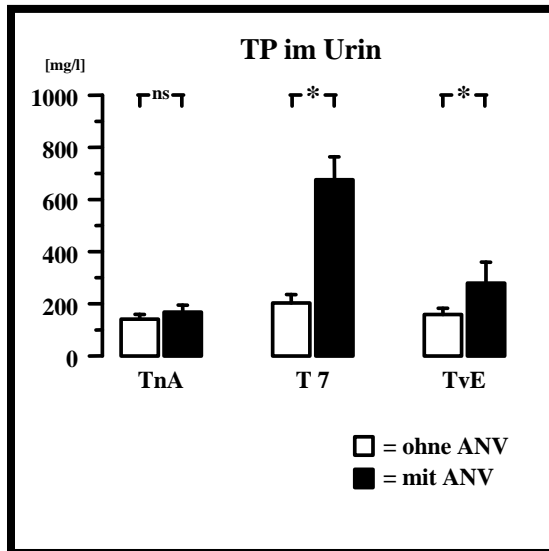 TP im Urin
[mg/l]
1000
800
600
400
200
0
ns
*
*
TnA
T 7
TvE
= ohne ANV
= mit ANV